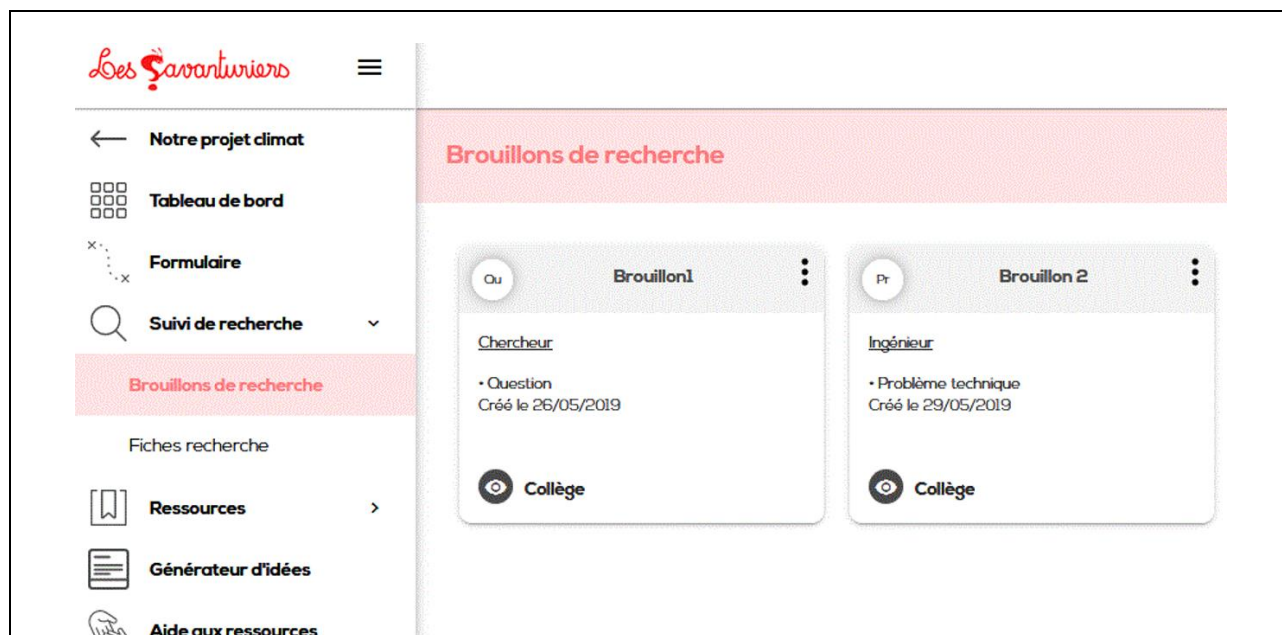 Les Savanturiers
Notre projet climat
Tableau de bord
Formulaire
Suivi de recherche
Brouillons de recherche
Fiches recherche
Ressources
Générateur d'idées
Aide aux ressources
Brouillons de recherche
Qu
Brouillon1
Chercheur
• Question
Créé le 26/05/2019
Collège
Pr
Brouillon 2
Ingénieur
• Problème technique
Créé le 29/05/2019
Collège